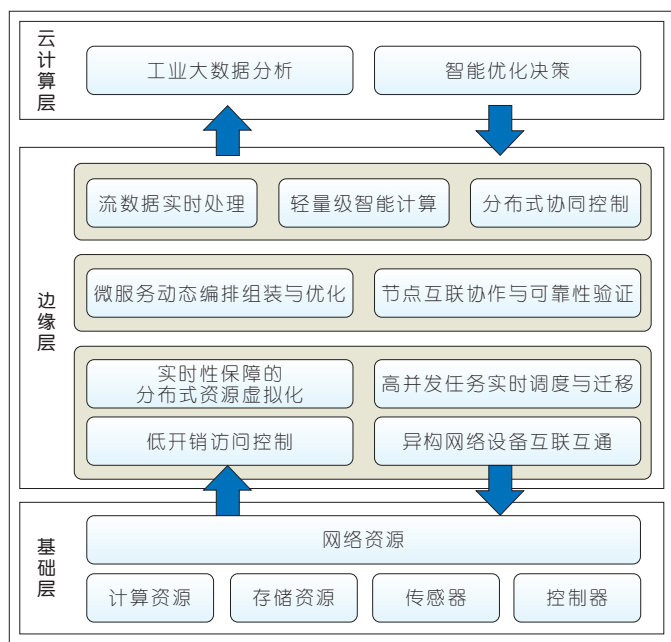 云计算层
工业大数据分析
智能优化决策
边缘层
流数据实时处理
轻量级智能计算
分布式协同控制
微服务动态编排组装与优化
节点互联协作与可靠性验证
实时性保障的
分布式资源虚拟化
高并发任务实时调度与迁移
低开销访问控制
异构网络设备互联互通
基础层
网络资源
计算资源
存储资源
传感器
控制器